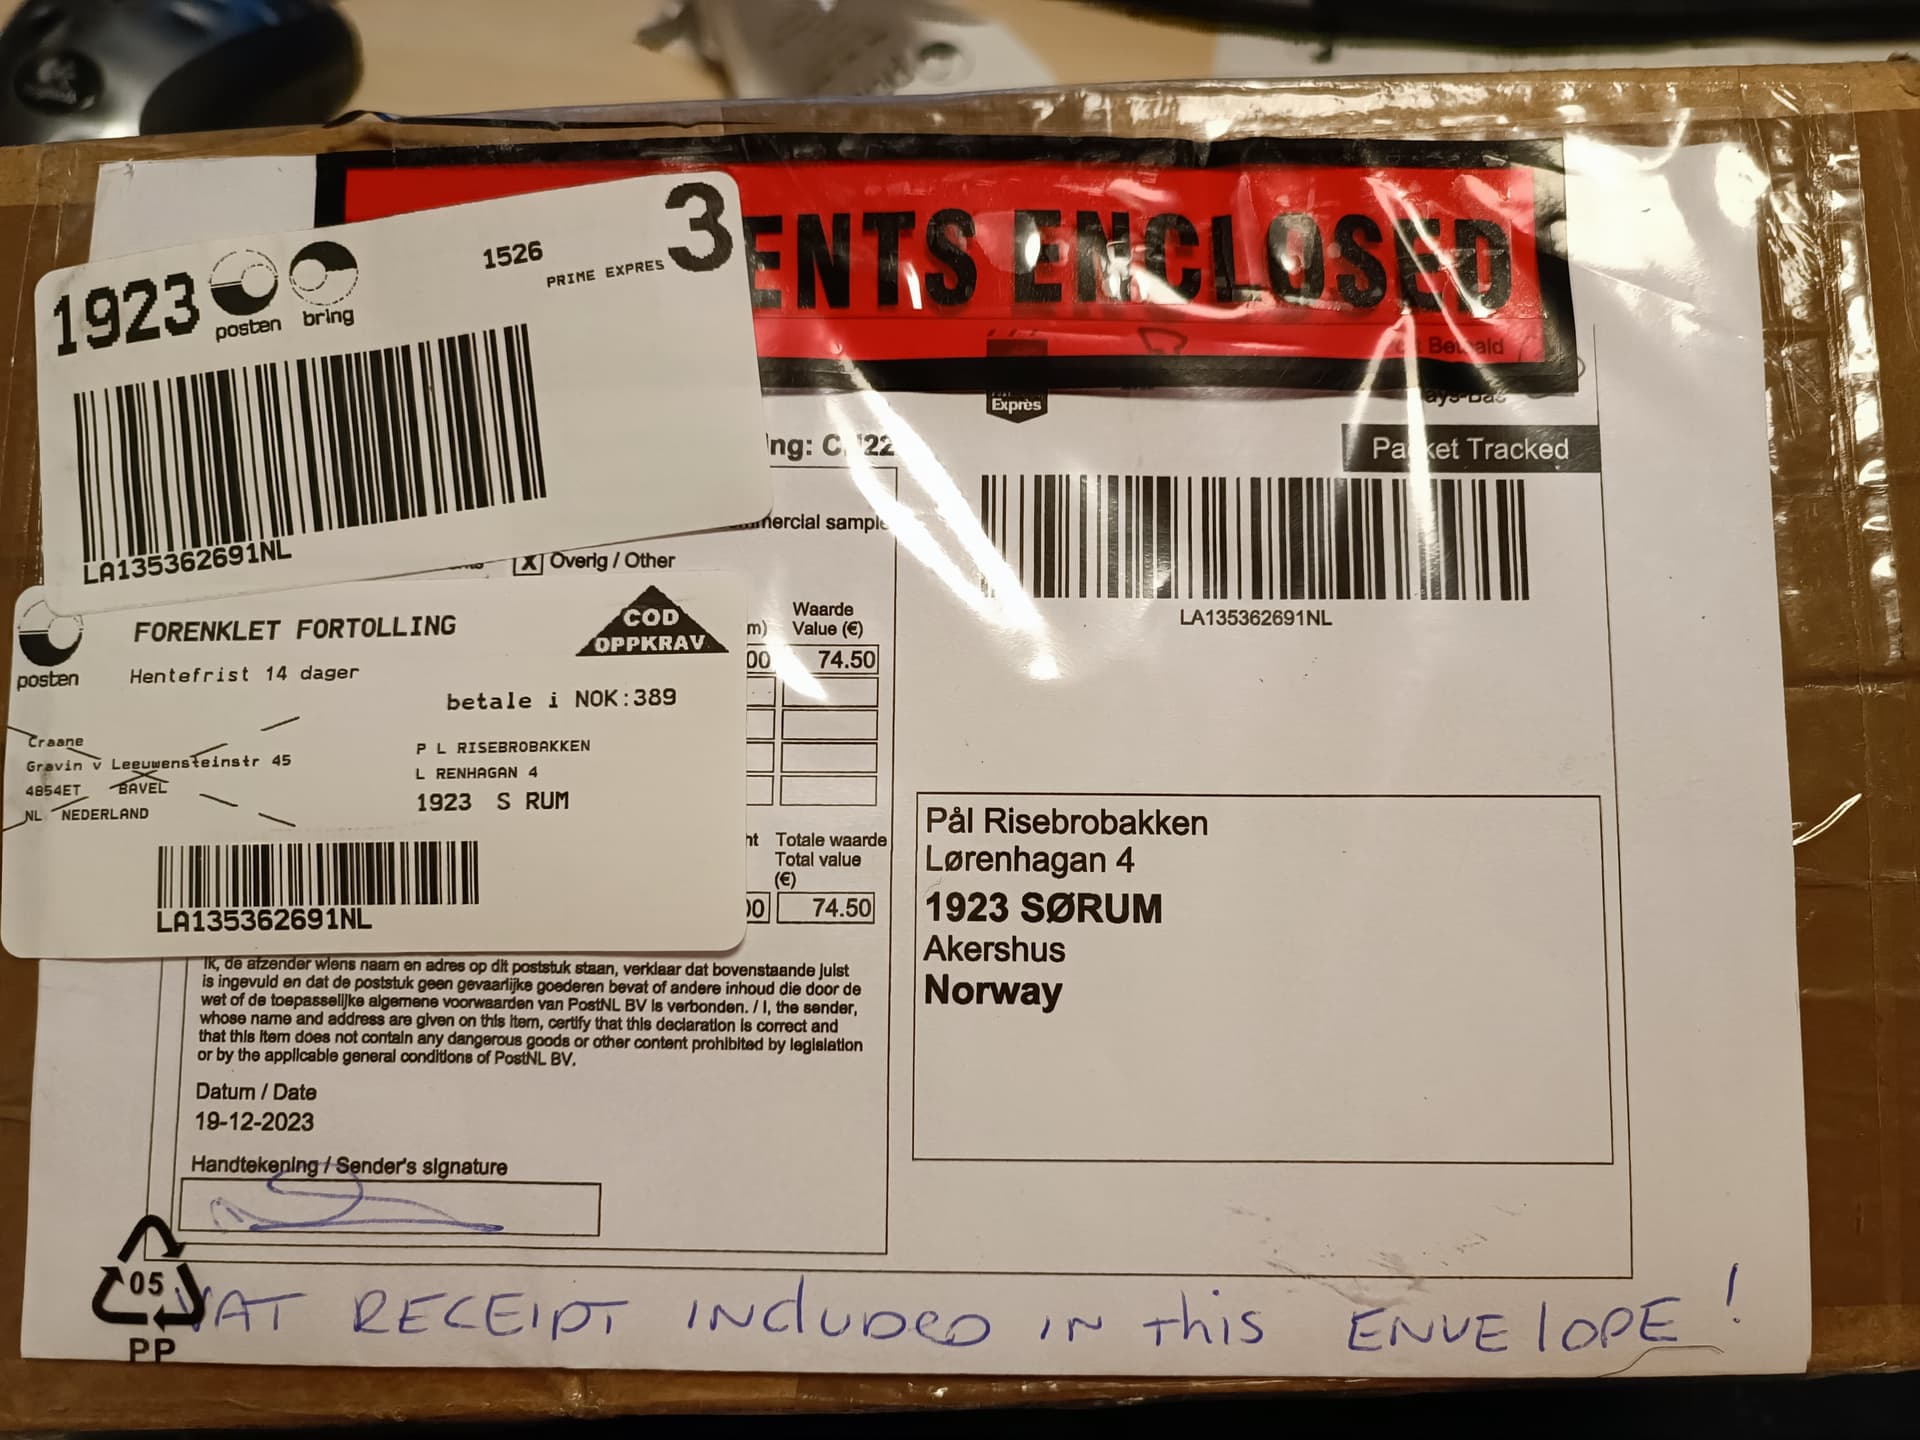 ENTS ENCLOSED
1923 posten bring 1526 PRIME EXPRES 3
LA135362691NL
Betaald
Exprès
Packet Tracked
LA135362691NL
X Overig / Other
Waarde
Value (€)
74.50
Totale waarde
Total value
(€)
74.50
posten
FORENKLET FORTOLLING
COD
OPPKRAV
Hentefrist 14 dager
betale i NOK:389
Craane
Gravin v Leeuwensteinstr 45
4854ET BAVEL
NL NEDERLAND
P L RISEBROBAKKEN
L RENHAGAN 4
1923 S RUM
LA135362691NL
Pål Risebrobakken
Lørenhagan 4
1923 SØRUM
Akershus
Norway
Ik, de afzender wiens naam en adres op dit poststuk staan, verklaar dat bovenstaande juist
is ingevuld en dat de poststuk geen gevaarlijke goederen bevat of andere inhoud die door de
wet of de toepasselijke algemene voorwaarden van PostNL BV is verbonden. / I, the sender,
whose name and address are given on this item, certify that this declaration is correct and
that this item does not contain any dangerous goods or other content prohibited by legislation
or by the applicable general conditions of PostNL BV.
Datum / Date
19-12-2023
Handtekening / Sender's signature
05
PP
VAT RECEIPT INCLUDED IN this ENVELOPE!